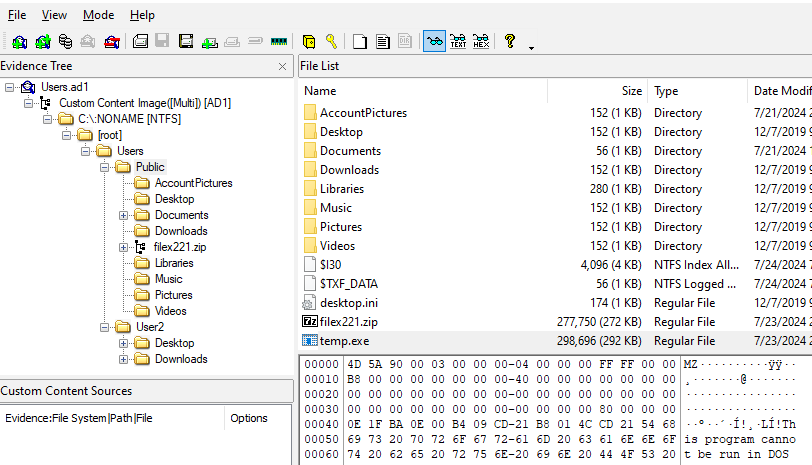 File View Mode Help
Evidence Tree
Users.ad1
Custom Content Image([Multi]) [AD1]
C:\:NONAME [NTFS]
[root]
Users
Public
AccountPictures
Desktop
Documents
Downloads
filex221.zip
Libraries
Music
Pictures
Videos
User2
Desktop
Downloads
Custom Content Sources
Evidence:File System|Path|File Options
TEXT HEX
File List
Name Size Type Date Modif
AccountPictures 152 (1 KB) Directory 7/21/2024 2
Desktop 152 (1 KB) Directory 12/7/2019 9
Documents 56 (1 KB) Directory 7/21/2024 1
Downloads 152 (1 KB) Directory 12/7/2019 9
Libraries 280 (1 KB) Directory 12/7/2019 9
Music 152 (1 KB) Directory 12/7/2019 9
Pictures 152 (1 KB) Directory 12/7/2019 9
Videos 152 (1 KB) Directory 12/7/2019 9
$I30 4,096 (4 KB) NTFS Index All... 7/24/2024 7
$TXF_DATA 56 (1 KB) NTFS Logged ... 7/24/2024 7
desktop.ini 174 (1 KB) Regular File 12/7/2019 9
filex221.zip 277,750 (272 KB) Regular File 7/23/2024 2
temp.exe 298,696 (292 KB) Regular File 7/23/2024 2
00000 4D 5A 90 00 03 00 00 00-04 00 00 00 FF FF 00 00 MZ·········ÿÿ··
00010 B8 00 00 00 00 00 00 00-40 00 00 00 00 00 00 00 ¸·······@·······
00020 00 00 00 00 00 00 00 00-00 00 00 00 00 00 00 00 ················
00030 00 00 00 00 00 00 00 00-00 00 00 00 80 00 00 00 ················
00040 0E 1F BA 0E 00 B4 09 CD-21 B8 01 4C CD 21 54 68 ··º··´·Í!¸·LÍ!Th
00050 69 73 20 70 72 6F 67 72-61 6D 20 63 61 6E 6E 6F is program canno
00060 74 20 62 65 20 72 75 6E-20 69 6E 20 44 4F 53 20 t be run in DOS